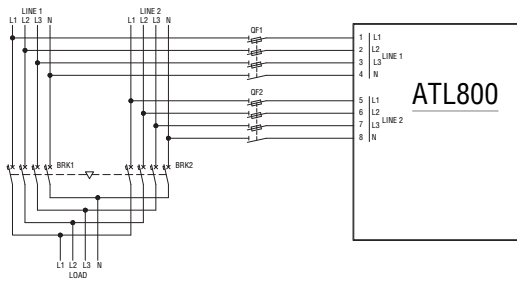 LINE 1
L1 L2 L3 N
LINE 2
L1 L2 L3 N
QF1
1 L1
2 L2
3 L3
4 N
LINE 1
QF2
5 L1
6 L2
7 L3
8 N
LINE 2
ATL800
BRK1
BRK2
L1 L2 L3 N
LOAD